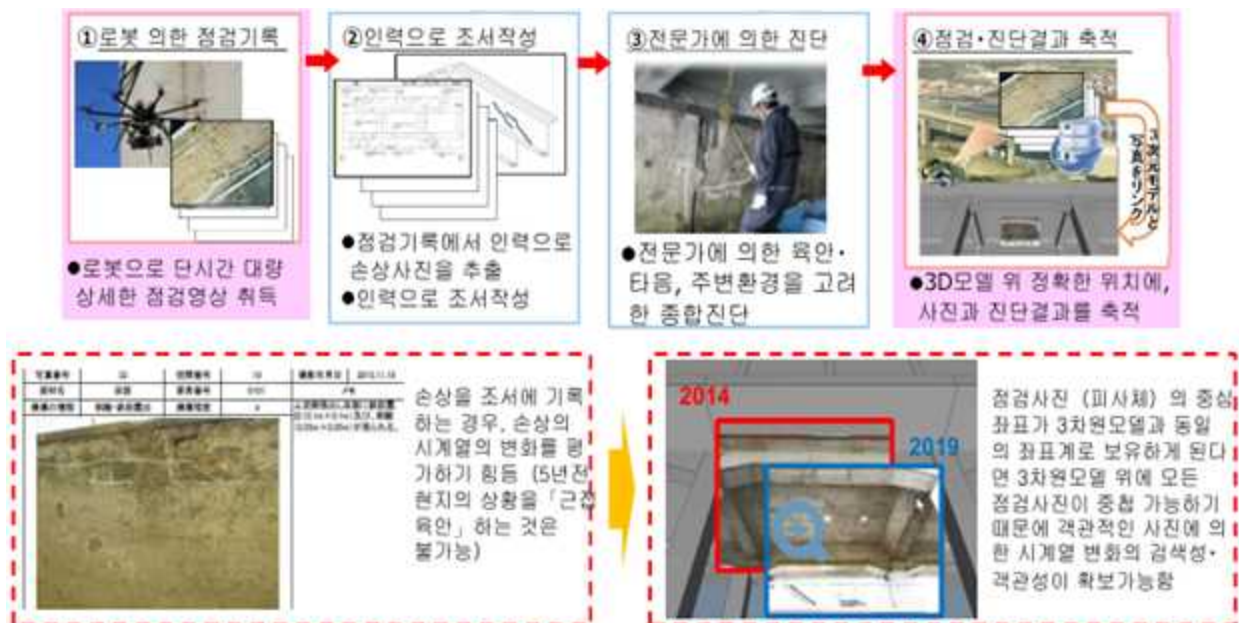 ①로봇 의한 점검기록
●로봇으로 단시간 대량
상세한 점검영상 취득
②인력으로 조서작성
●점검기록에서 인력으로
손상사진을 추출
●인력으로 조서작성
③전문가에 의한 진단
●전문가에 의한 육안·
타음, 주변환경을 고려
한 종합진단
④점검·진단결과 축적
3次元モデルと
写真をリンク
●3D모델 위 정확한 위치에,
사진과 진단결과를 축적
손상을 조서에 기록
하는 경우, 손상의
시계열의 변화를 평
가하기 힘듬 (5년전
현지의 상황을 「근접
육안」 하는 것은
불가능)
2014
2019
점검사진 (피사체) 의 중심
좌표가 3차원모델과 동일
의 좌표계로 보유하게 된다
면 3차원모델 위에 모든
점검사진이 중첩 가능하기
때문에 객관적인 사진에 의
한 시계열 변화의 검색성·
객관성이 확보가능함